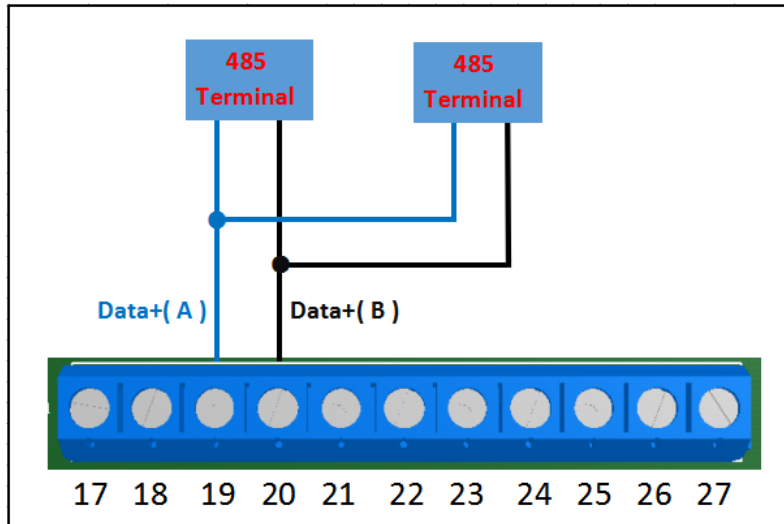 485
Terminal
485
Terminal
Data+( A )
Data+( B )
17 18 19 20 21 22 23 24 25 26 27